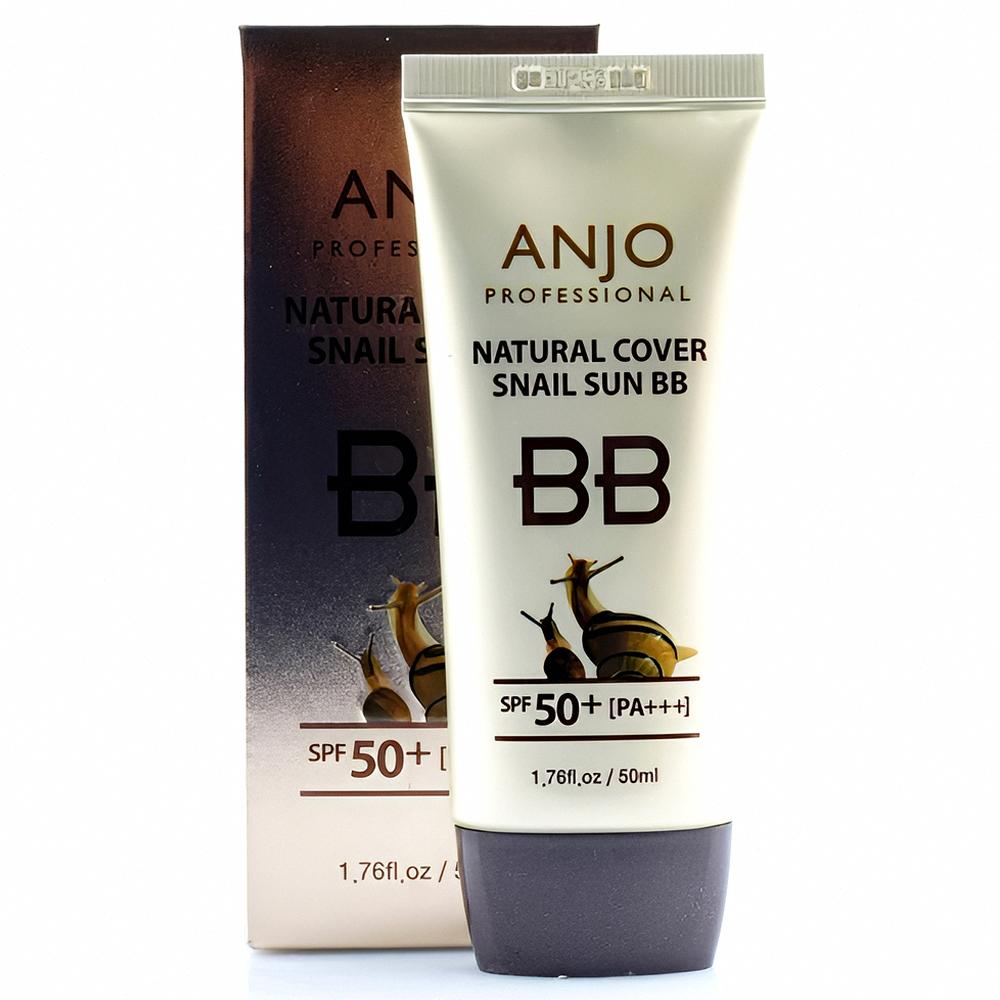 AN
PROFES
NATURA
SNAIL S
B
SPF 50+ [
1.76fl.oz / 5
ANJO
PROFESSIONAL
NATURAL COVER
SNAIL SUN BB
BB
SPF 50+ [PA+++]
1.76fl.oz / 50ml